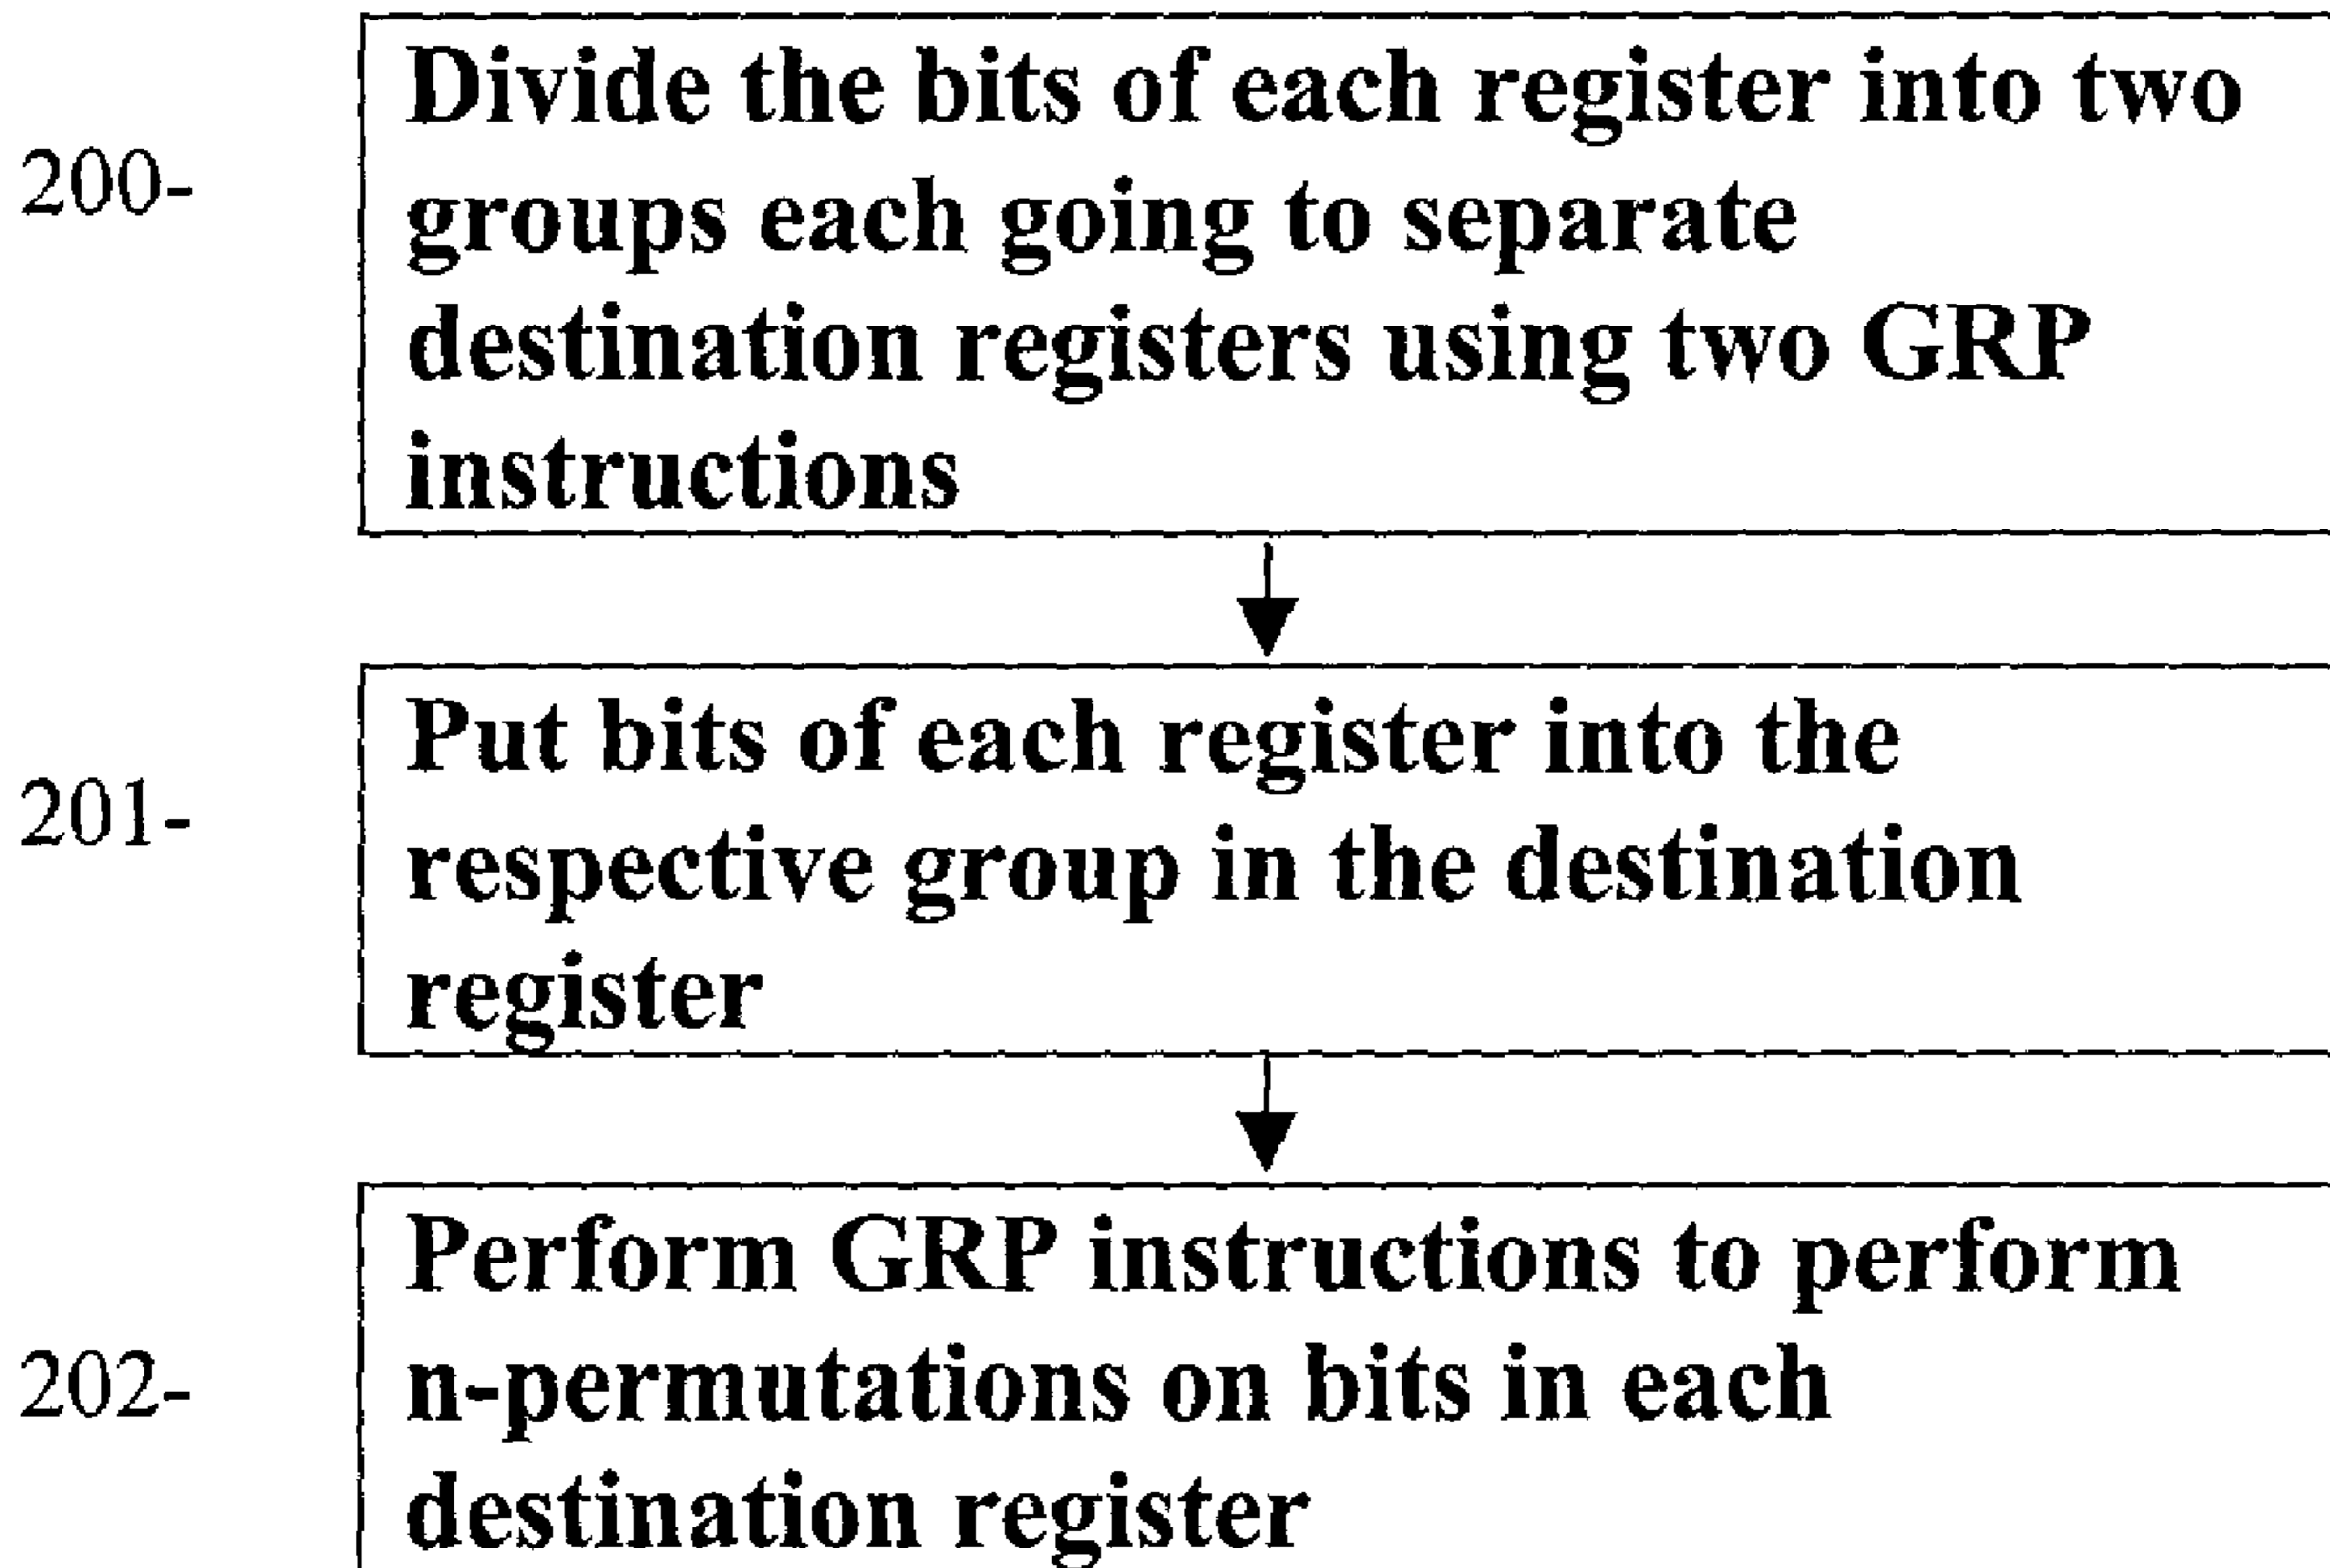 Divide the bits of each register into two
200-
groups each going to separate
destination registers using two GRP
instructions
Put bits of each register into the
201-
respective group in the destination
register
Perform GRP instructions to perform
202-
n-permutations on bits in each
destination register